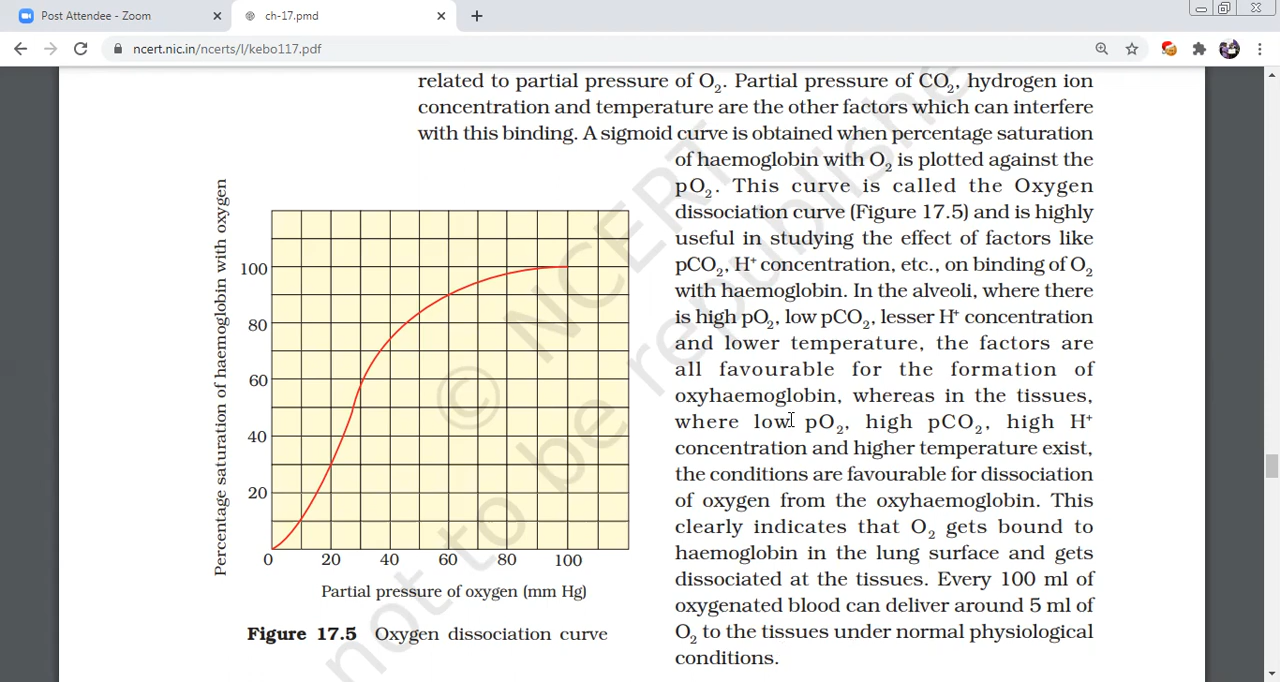 Post Attendee - Zoom
ch-17.pmd
ncert.nic.in/ncerts/l/kebo117.pdf
related to partial pressure of O₂. Partial pressure of CO₂, hydrogen ion
concentration and temperature are the other factors which can interfere
with this binding. A sigmoid curve is obtained when percentage saturation
of haemoglobin with O₂ is plotted against the
pO₂. This curve is called the Oxygen
dissociation curve (Figure 17.5) and is highly
useful in studying the effect of factors like
pCO₂, H⁺ concentration, etc., on binding of O₂
with haemoglobin. In the alveoli, where there
is high pO₂, low pCO₂, lesser H⁺ concentration
and lower temperature, the factors are
all favourable for the formation of
oxyhaemoglobin, whereas in the tissues,
where low pO₂, high pCO₂, high H⁺
concentration and higher temperature exist,
the conditions are favourable for dissociation
of oxygen from the oxyhaemoglobin. This
clearly indicates that O₂ gets bound to
haemoglobin in the lung surface and gets
dissociated at the tissues. Every 100 ml of
oxygenated blood can deliver around 5 ml of
O₂ to the tissues under normal physiological
conditions.
Percentage saturation of haemoglobin with oxygen
100
80
60
40
20
0 20 40 60 80 100
Partial pressure of oxygen (mm Hg)
Figure 17.5 Oxygen dissociation curve
© NCERT
not to be republishe